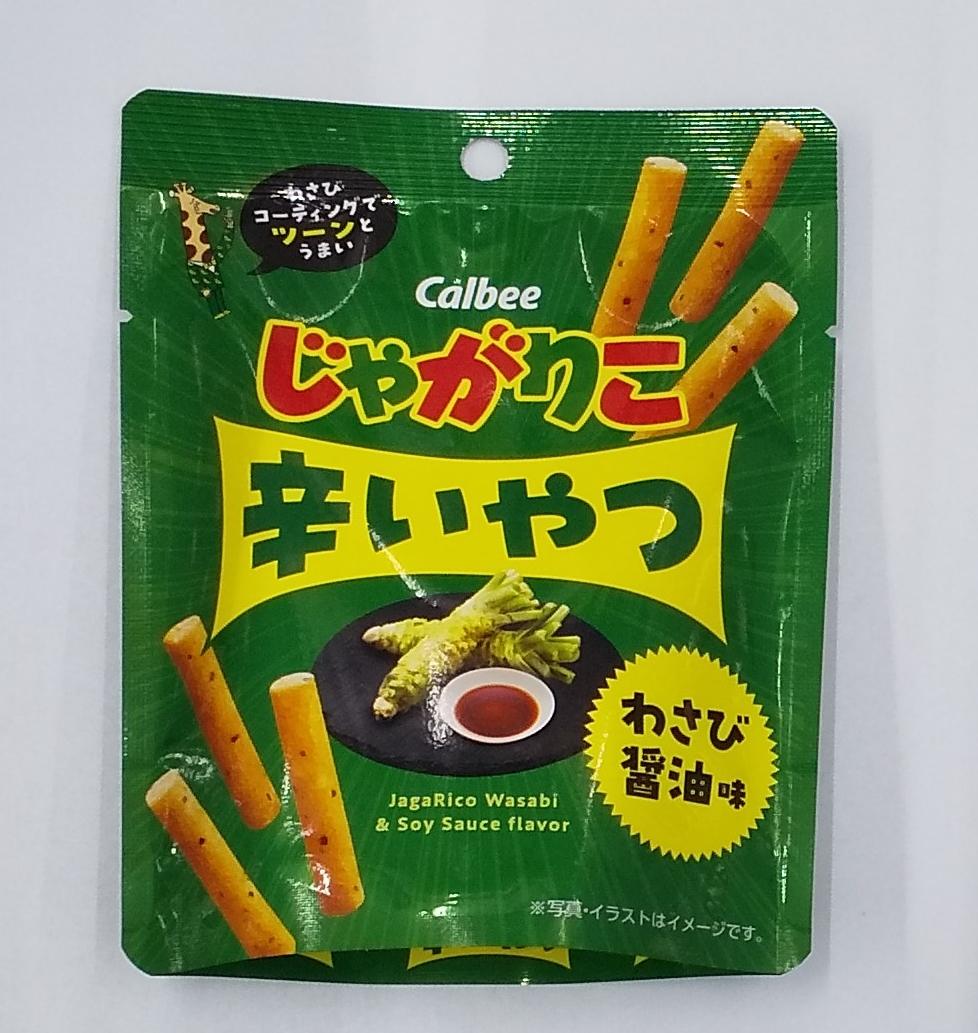 わさび
コーティングで
ツーンと
うまい
Calbee
じゃがりこ
辛いやつ
わさび
醤油味
JagaRico Wasabi
& Soy Sauce flavor
※写真・イラストはイメージです。